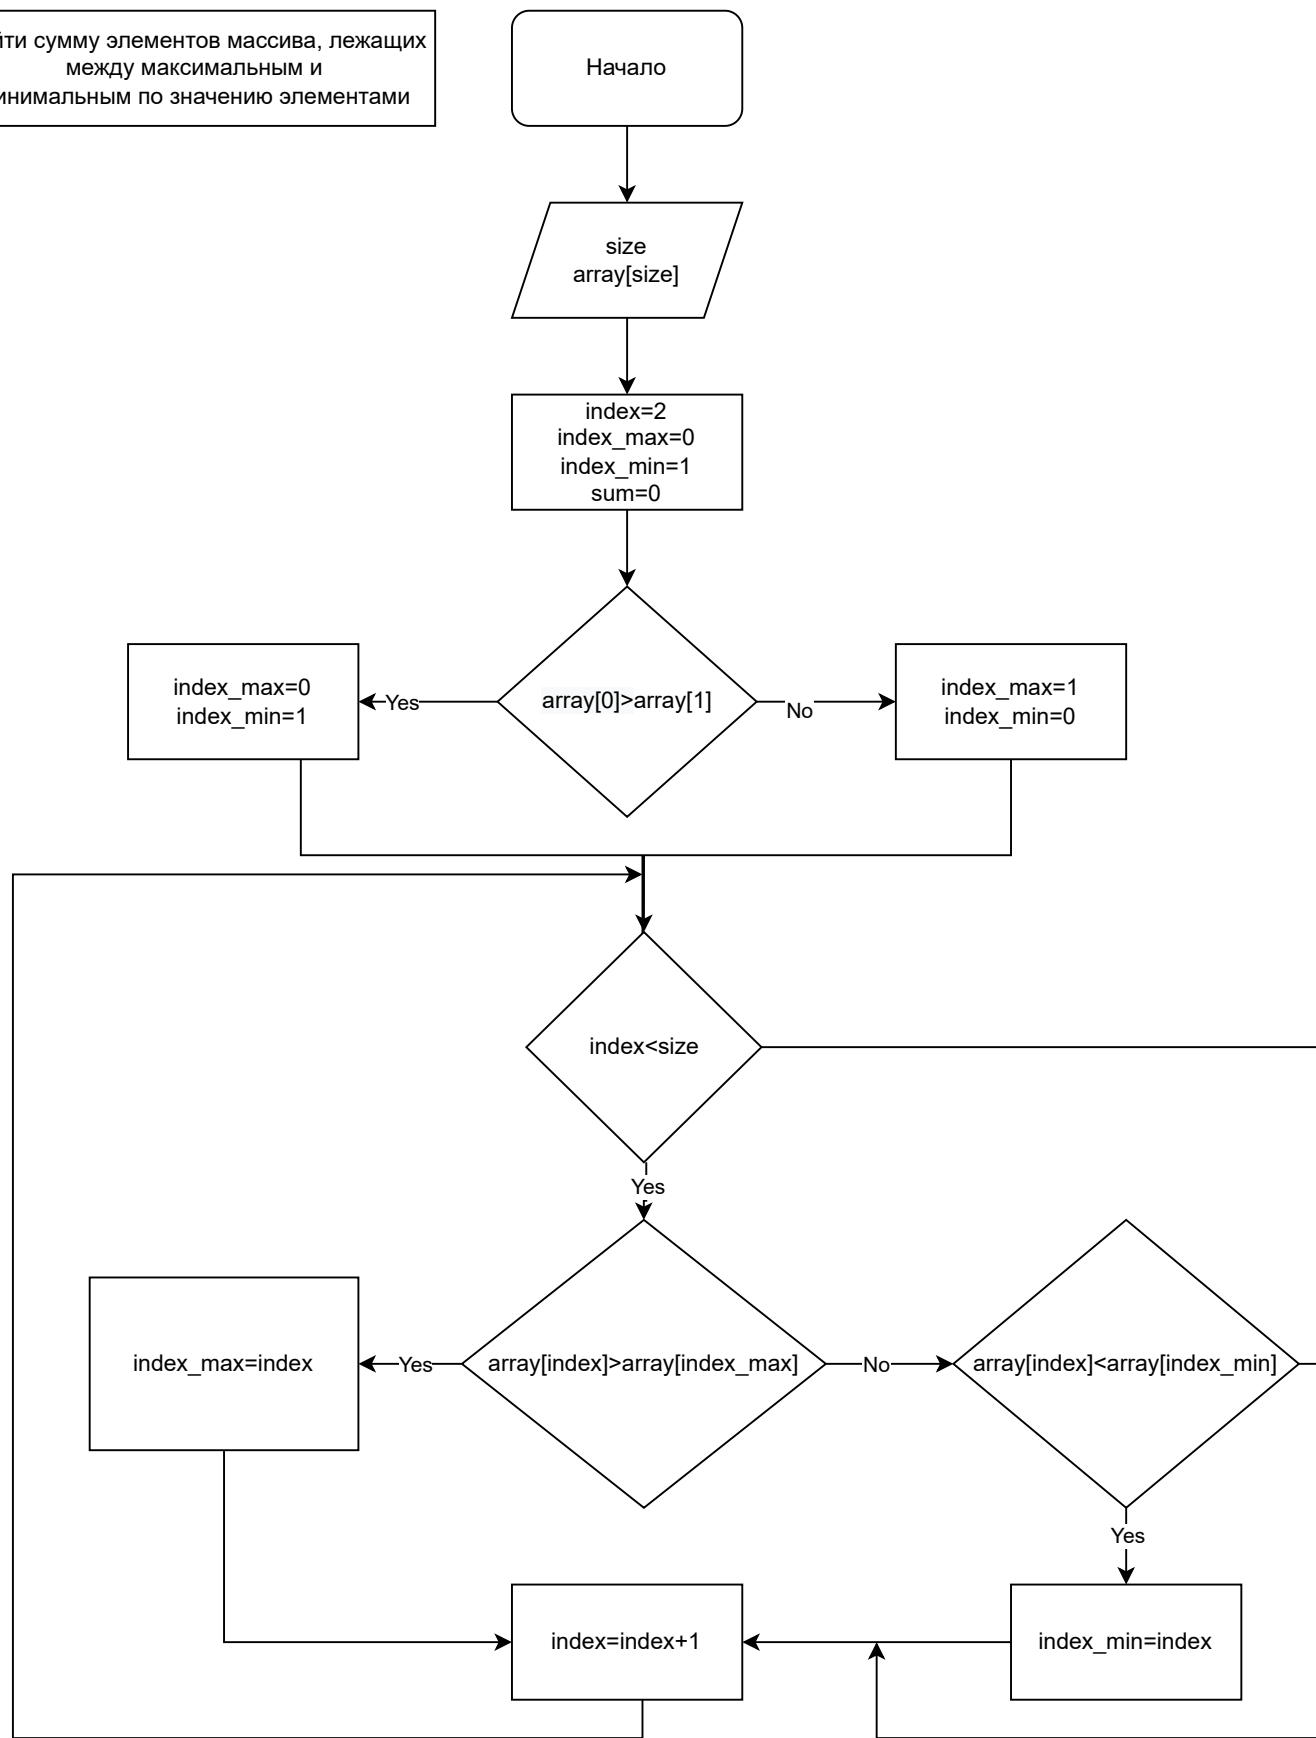 сумму элементов массива, лежащих
между максимальным и
по значению элементами
Начало
size
array[size]
index=2
index_max=0
index_min=1
sum=0
array[0]>array[1]
Yes
No
index_max=0
index_min=1
index_max=1
index_min=0
index<size
Yes
array[index]>array[index_max]
Yes
No
index_max=index
array[index]<array[index_min]
Yes
index=index+1
index_min=index